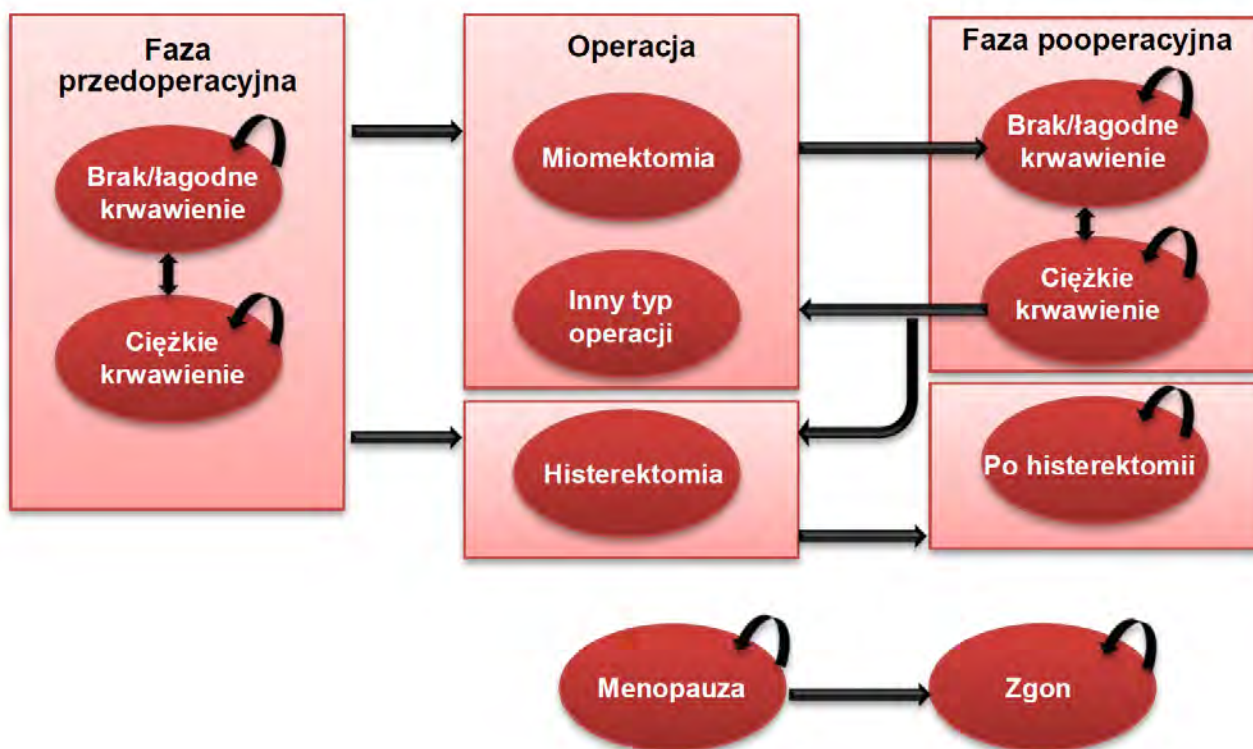 Faza
przedoperacyjna
Brak/łagodne
krwawienie
Ciężkie
krwawienie
Operacja
Miomektomia
Inny typ
operacji
Histerektomia
Faza pooperacyjna
Brak/łagodne
krwawienie
Ciężkie
krwawienie
Po histerektomii
Menopauza
Zgon